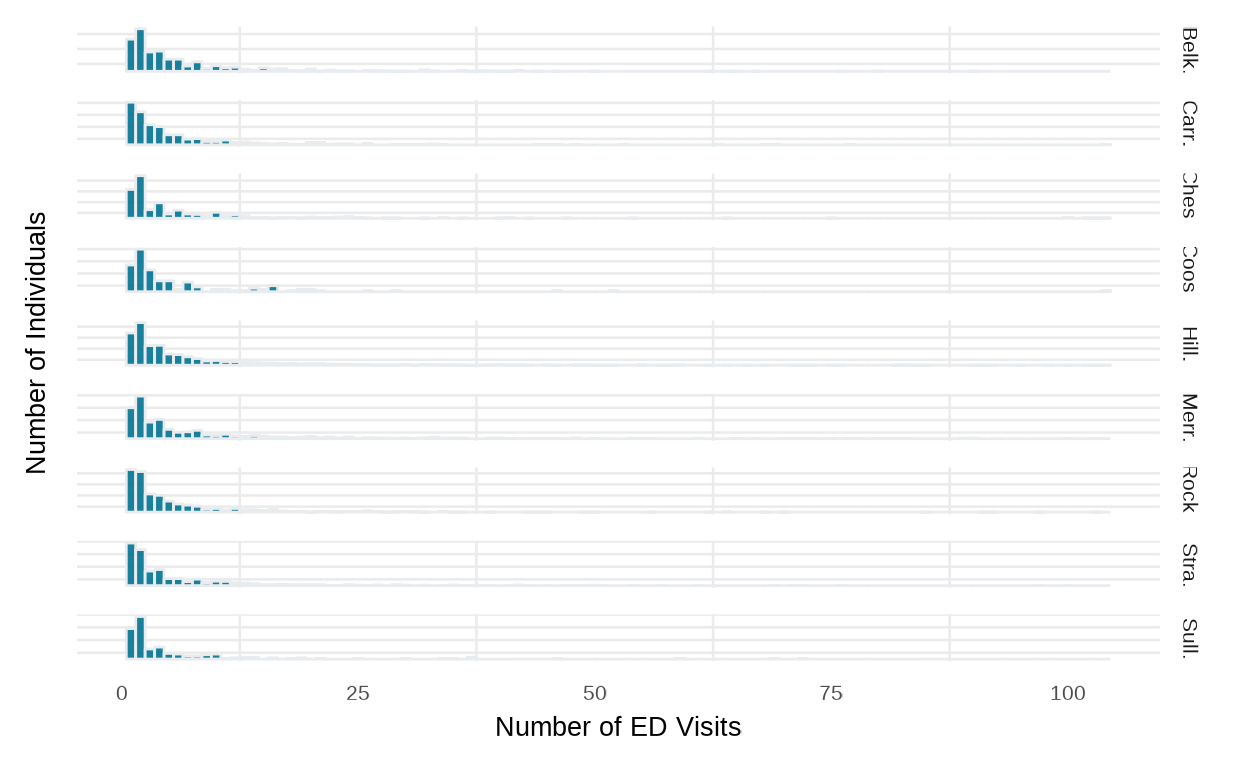 Belk.
Carr.
Ches
Coos
Hill.
Merr.
Rock
Stra.
Sull.
Number of Individuals
0 25 50 75 100
Number of ED Visits